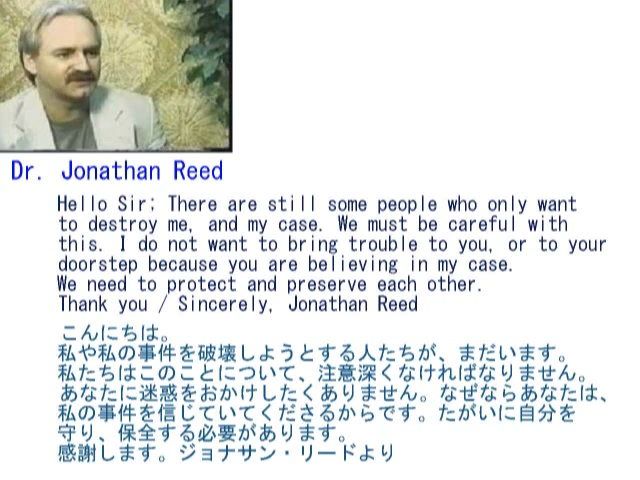 Dr. Jonathan Reed
Hello Sir; There are still some people who only want
to destroy me, and my case. We must be careful with
this. I do not want to bring trouble to you, or to your
doorstep because you are believing in my case.
We need to protect and preserve each other.
Thank you / Sincerely, Jonathan Reed
こんにちは。
私や私の事件を破壊しようとする人たちが、まだいます。
私たちはこのことについて、注意深くなければなりません。
あなたに迷惑をおかけしたくありません。なぜならあなたは、
私の事件を信じていてくださるからです。たがいに自分を
守り、保全する必要があります。
感謝します。ジョナサン・リードより